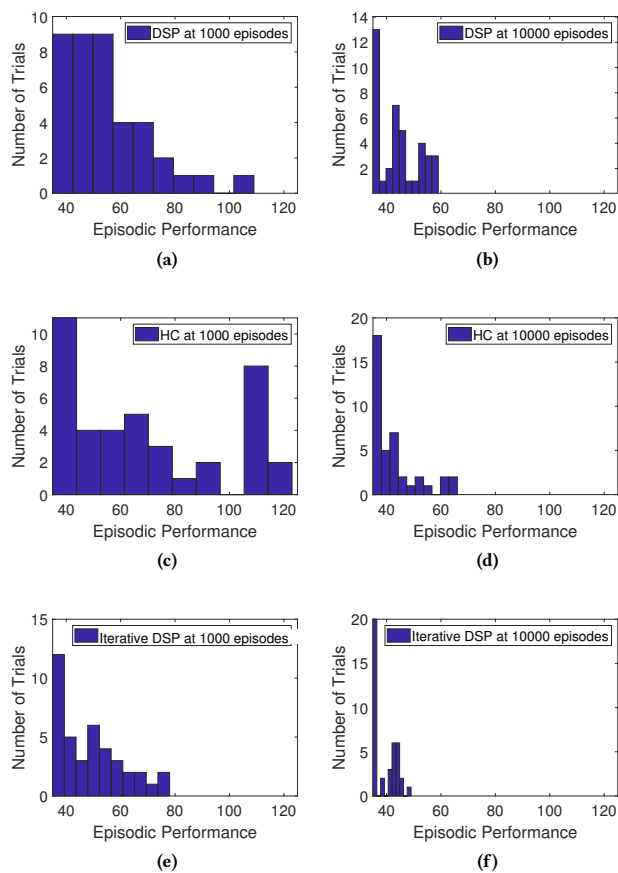 10
8
6
4
2
0
Number of Trials
DSP at 1000 episodes
40 60 80 100 120
Episodic Performance
(a)
14
12
10
8
6
4
2
Number of Trials
DSP at 10000 episodes
40 60 80 100 120
Episodic Performance
(b)
10
8
6
4
2
0
Number of Trials
HC at 1000 episodes
40 60 80 100 120
Episodic Performance
(c)
20
15
10
5
0
Number of Trials
HC at 10000 episodes
40 60 80 100 120
Episodic Performance
(d)
15
10
5
0
Number of Trials
Iterative DSP at 1000 episodes
40 60 80 100 120
Episodic Performance
(e)
20
15
10
5
0
Number of Trials
Iterative DSP at 10000 episodes
40 60 80 100 120
Episodic Performance
(f)